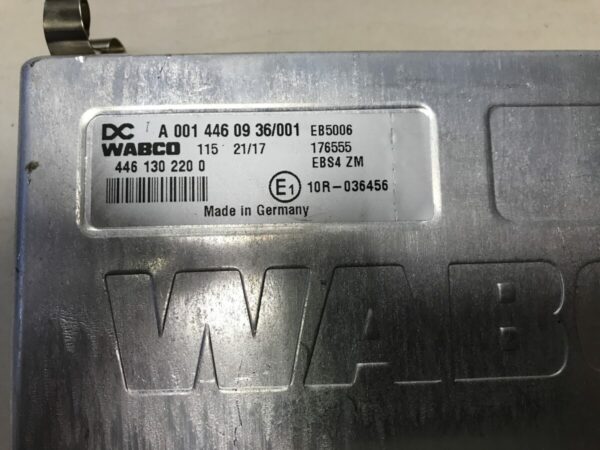 DC A 001 446 09 36/001 EB5006
WABCO 115 21/17 176555
446 130 220 0 EBS4 ZM
E1 10R-036456
Made in Germany
WABC